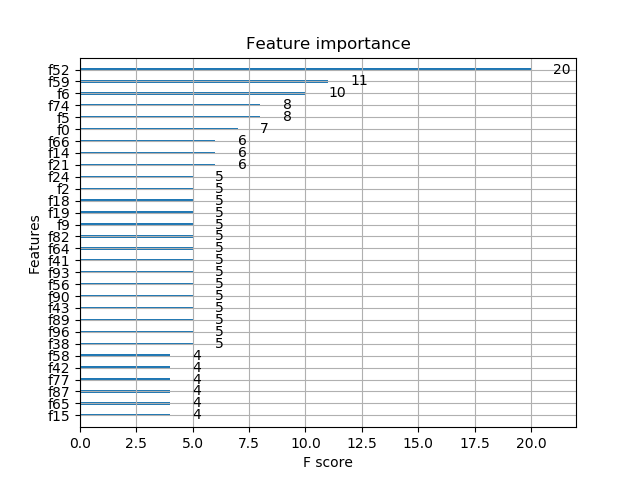 Feature importance
f52 20
f59 11
f6 10
f74 8
f5 8
f0 7
f66 6
f14 6
f21 6
f24 5
f2 5
f18 5
f19 5
f9 5
f82 5
f64 5
f41 5
f93 5
f56 5
f90 5
f43 5
f89 5
f96 5
f38 5
f58 4
f42 4
f77 4
f87 4
f65 4
f15 4
Features
0.0 2.5 5.0 7.5 10.0 12.5 15.0 17.5 20.0
F score